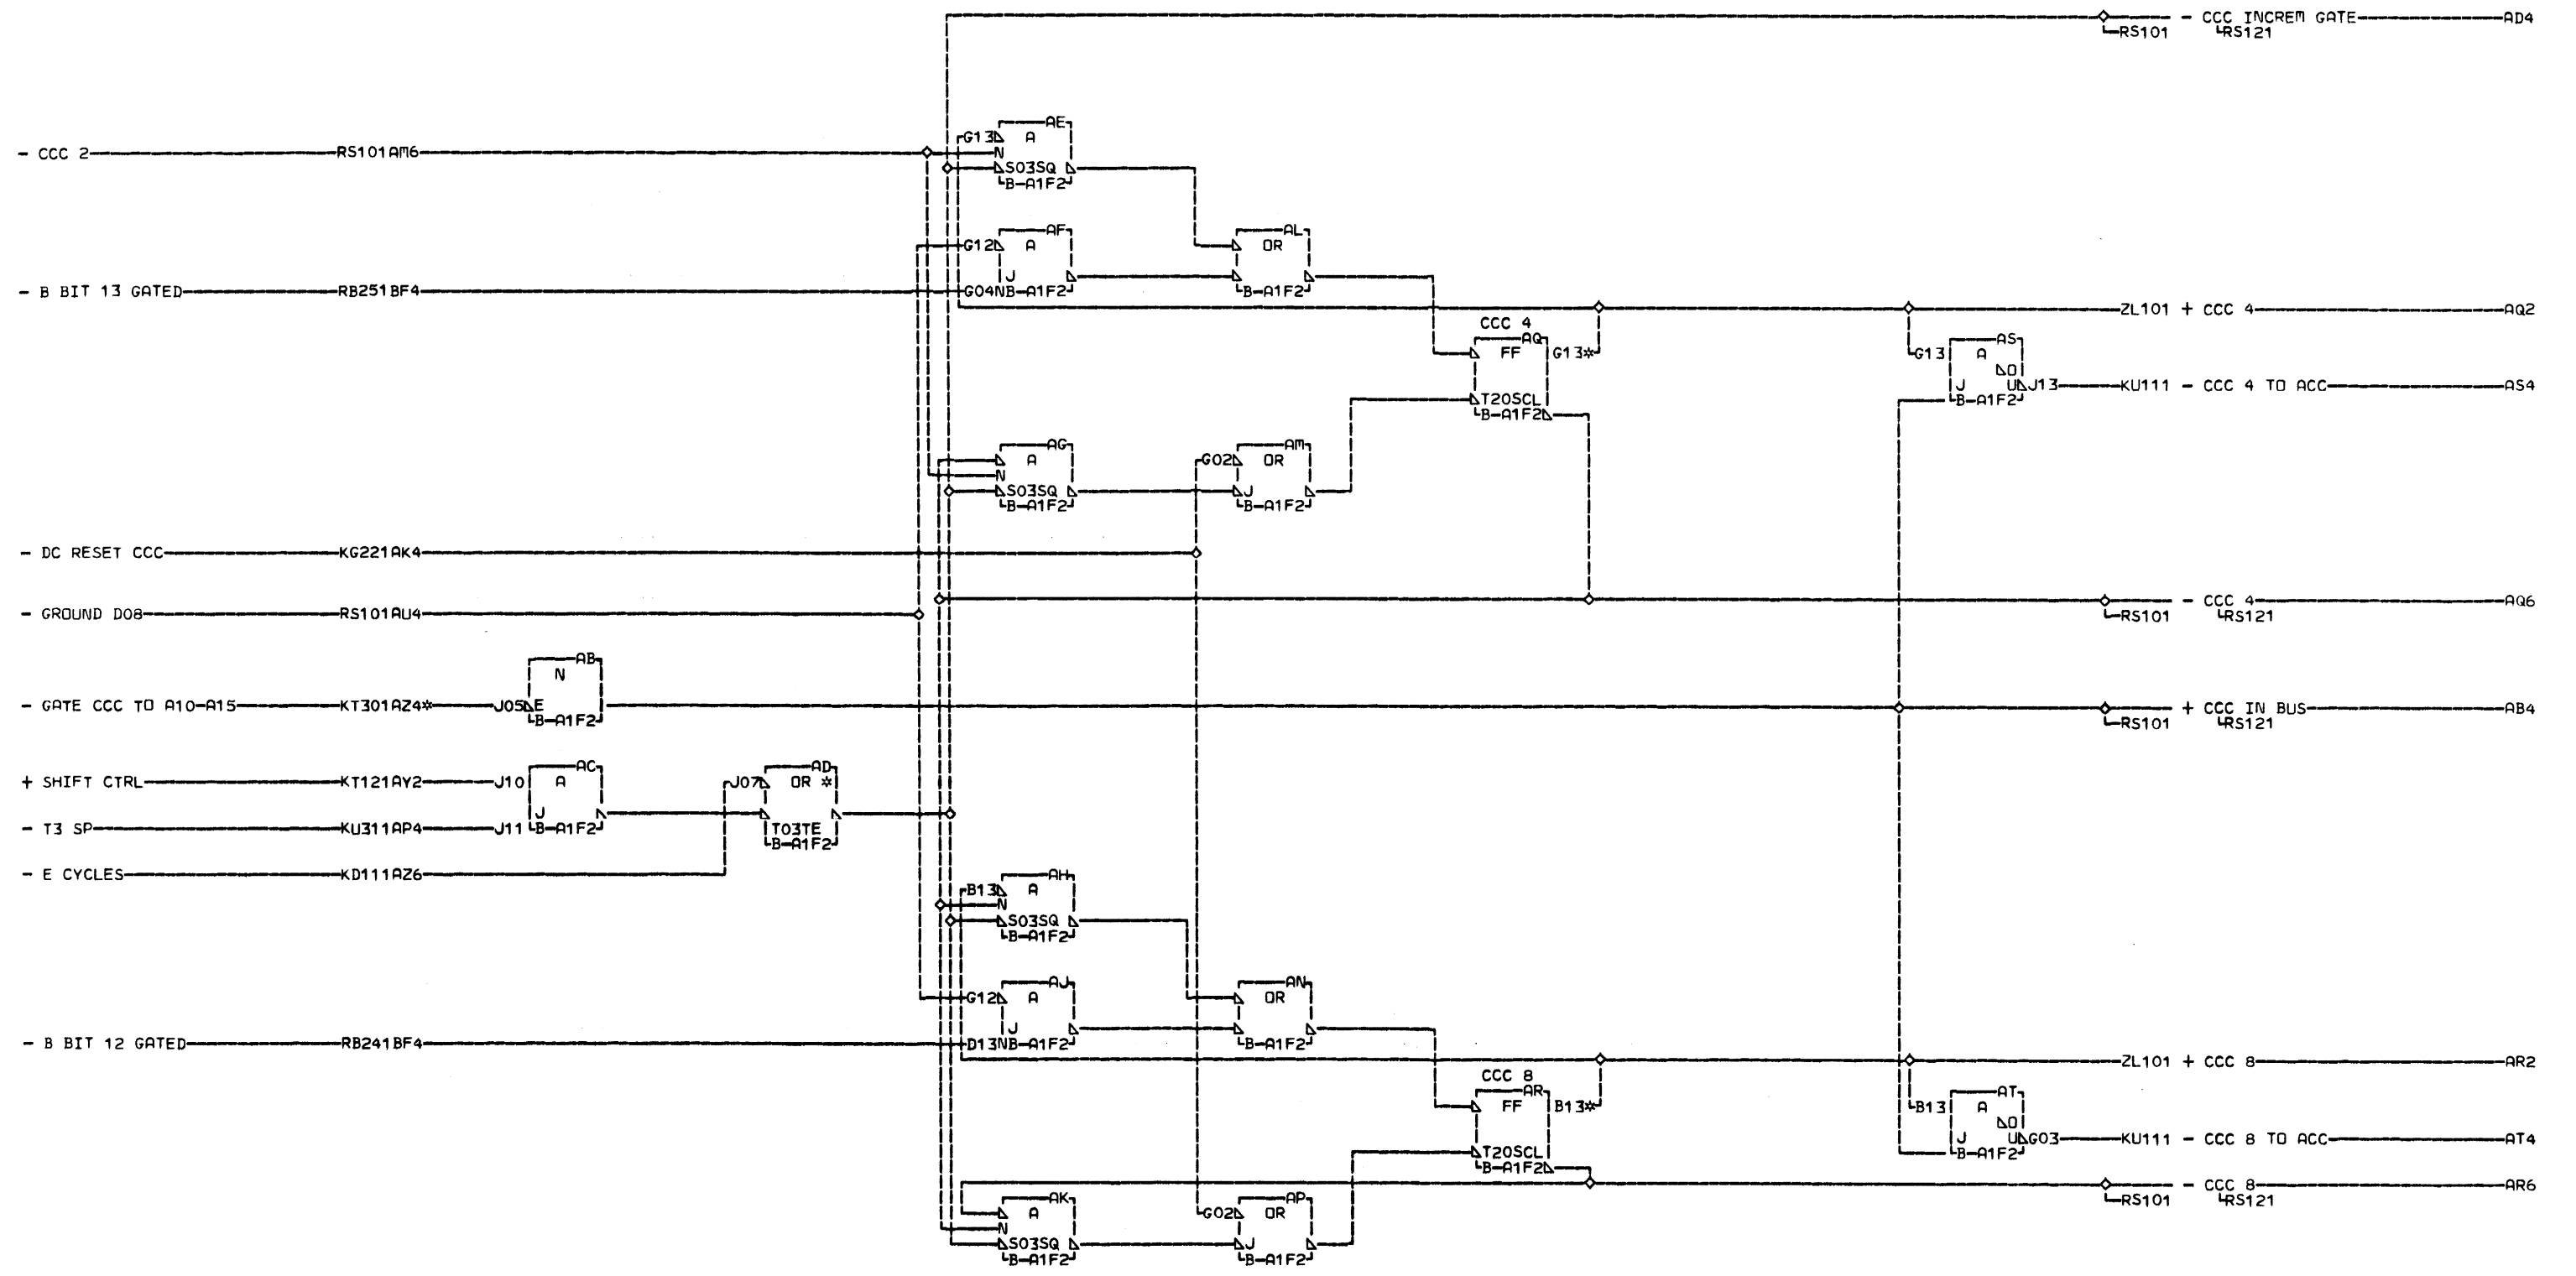 - CCC INCREM GATE AD4
RS101 RS121
AE
G13 A
- CCC 2 RS101AM6 N
S03SQ
B-A1F2
AF AL
G12 A OR
J
- B BIT 13 GATED RB251BF4 G04NB-A1F2 B-A1F2
ZL101 + CCC 4 AQ2
CCC 4
AQ AS
FF G13* G13 A
O
J U J13 KU111 - CCC 4 TO ACC AS4
T20SCL B-A1F2
B-A1F2
AG AM
A G02 OR
N
S03SQ J
B-A1F2 B-A1F2
- DC RESET CCC KG221AK4
- CCC 4 AQ6
- GROUND D08 RS101AU4 RS101 RS121
AB
N
- GATE CCC TO A10-A15 KT301AZ4* J05 E + CCC IN BUS AB4
B-A1F2 RS101 RS121
AC AD
+ SHIFT CTRL KT121AY2 J10 A J07 OR *
J
- T3 SP KU311AP4 J11 B-A1F2 T03TE
B-A1F2
- E CYCLES KD111AZ6 AH
B13 A
N
S03SQ
B-A1F2
AJ AN
G12 A OR
J
- B BIT 12 GATED RB241BF4 D13NB-A1F2 B-A1F2
ZL101 + CCC 8 AR2
CCC 8
AR AT
FF B13* B13 A
O
J U G03 KU111 - CCC 8 TO ACC AT4
T20SCL B-A1F2
B-A1F2
- CCC 8 AR6
AK AP RS101 RS121
A G02 OR
N
S03SQ J
B-A1F2 B-A1F2